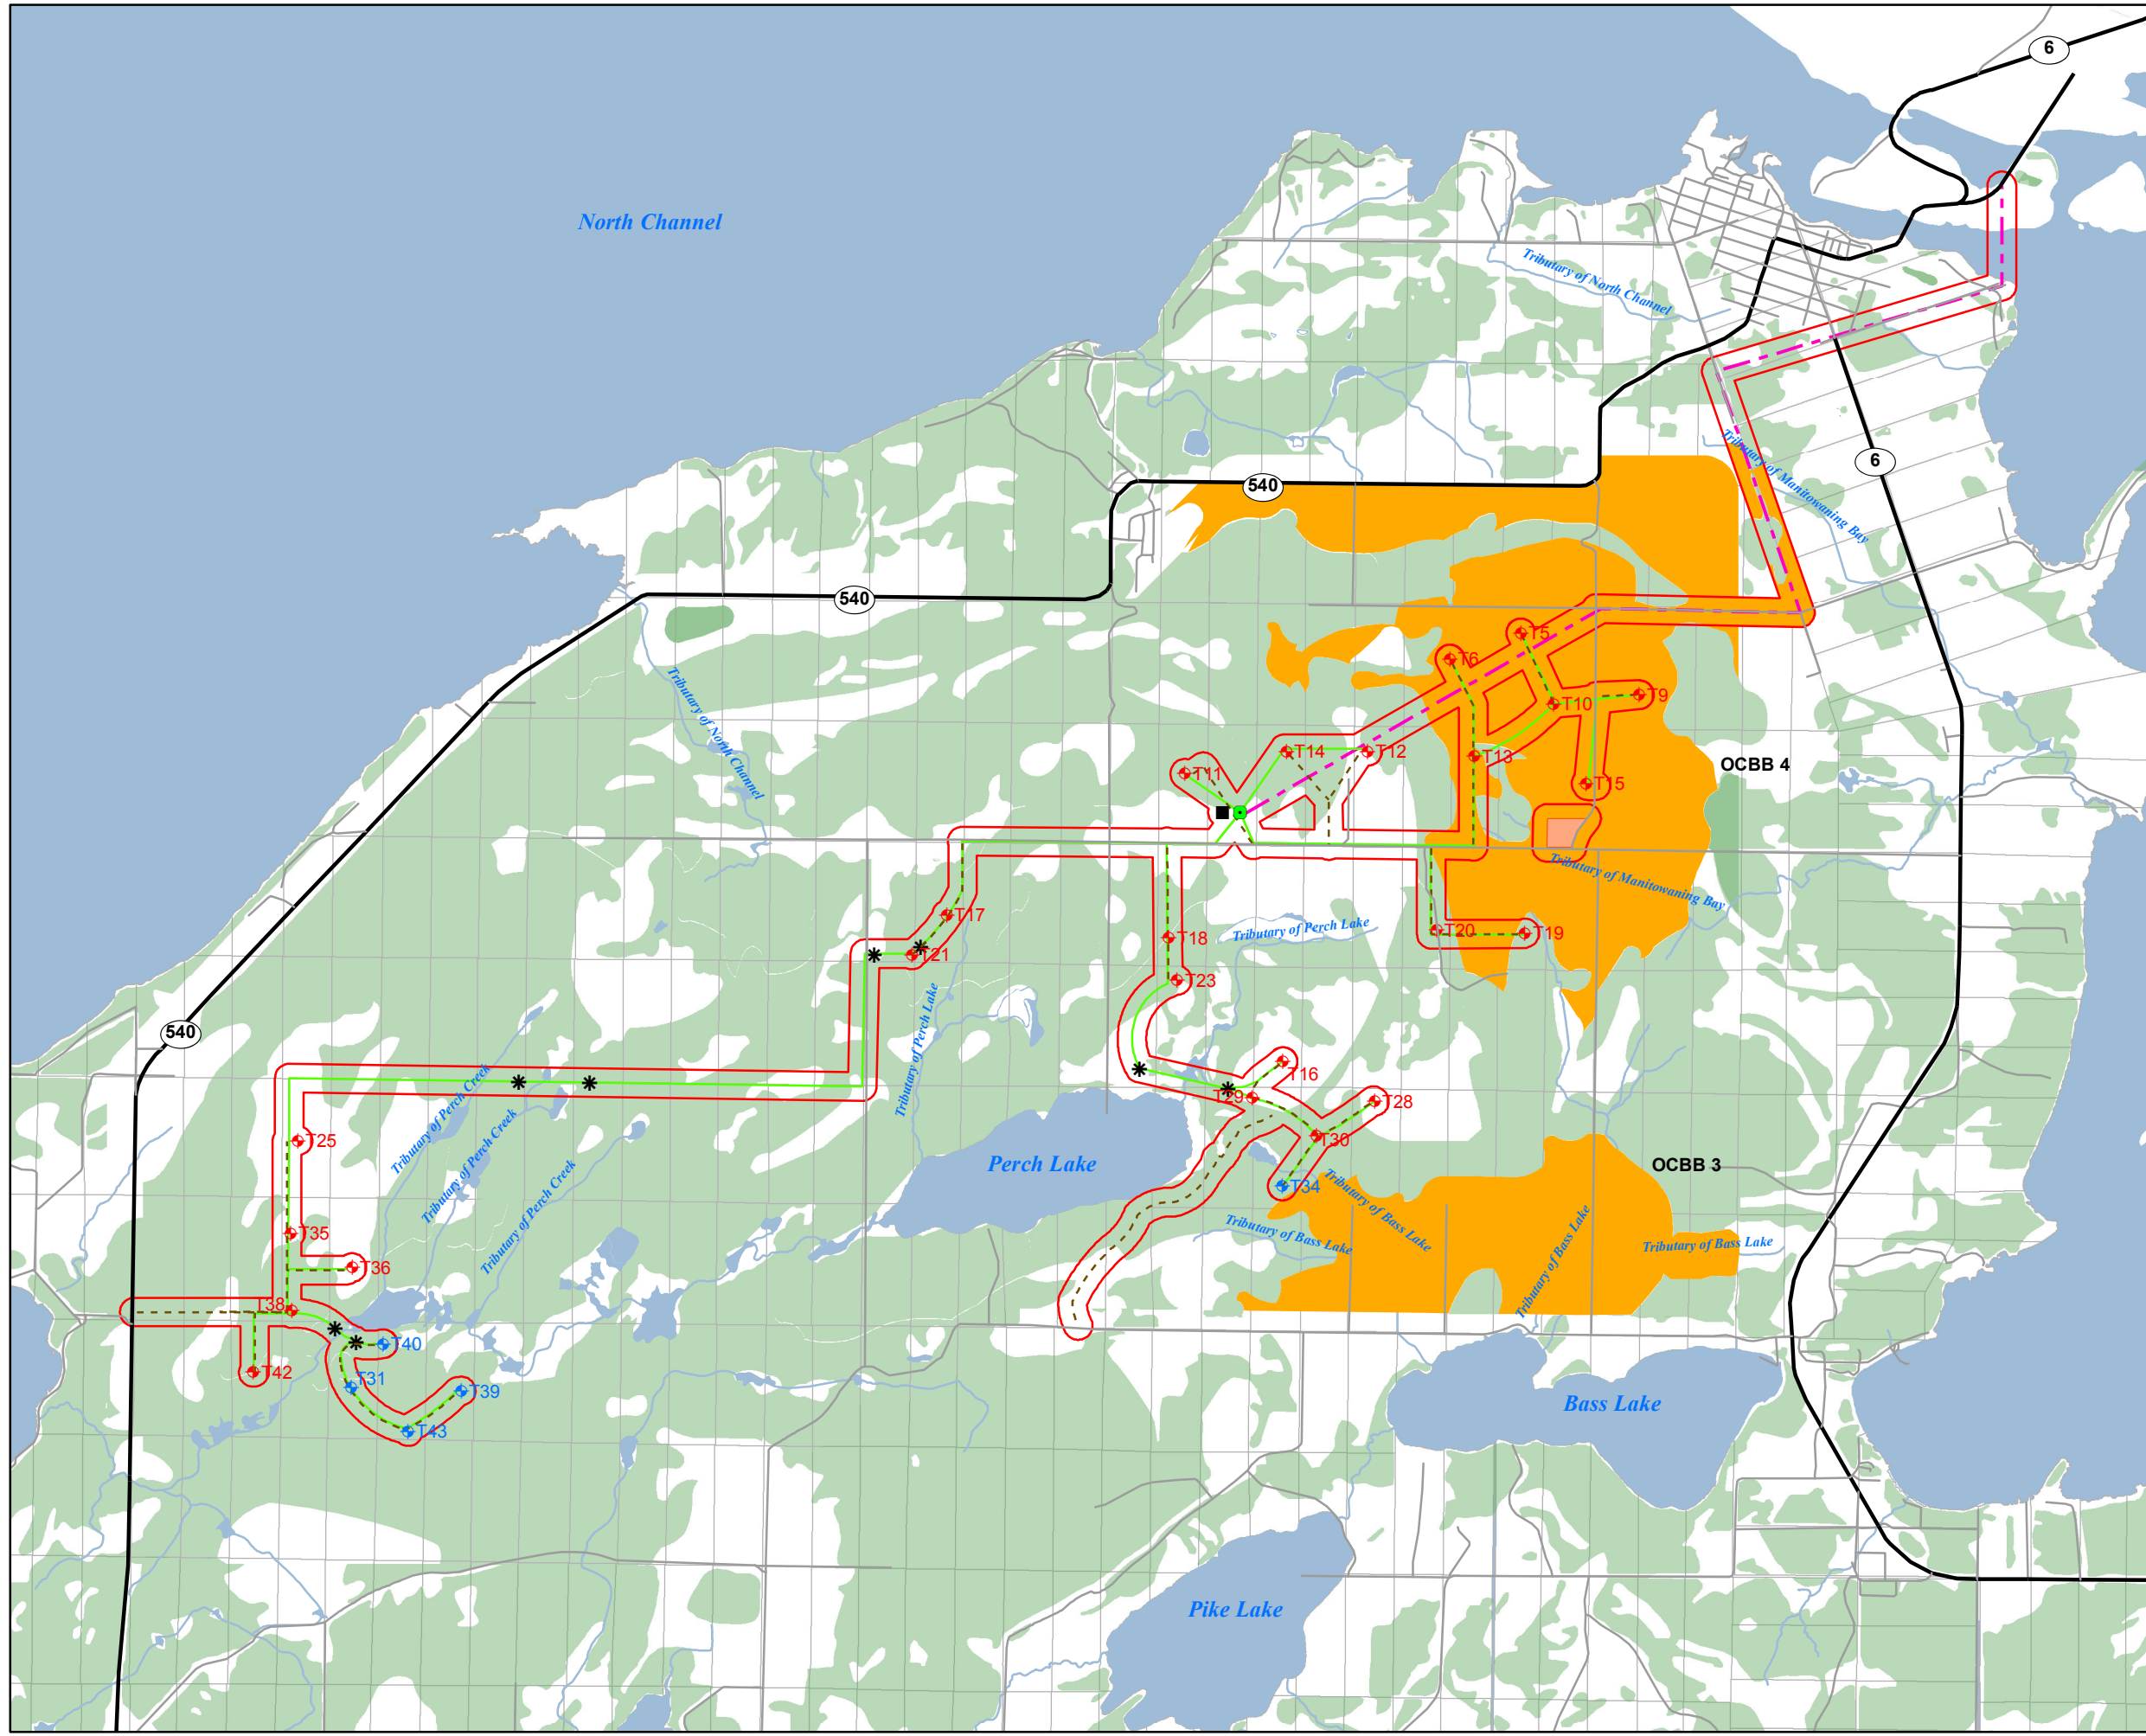 6
North Channel
Tributary of North Channel
6
Tributary of Manitowaning Bay
540
540
T5
T6
Tributary of North Channel
T9
T10
T14
T12
T13
OCBB 4
T11
T15
Tributary of Manitowaning Bay
T17
Tributary of Perch Lake
T20
T19
T18
T21
T23
540
Tributary of Perch Lake
Tributary of Perch Creek
T16
T29
T28
Tributary of Perch Creek
T25
T30
Perch Lake
OCBB 3
Tributary of Perch Creek
T34
Tributary of Bass Lake
T35
Tributary of Bass Lake
Tributary of Bass Lake
Tributary of Bass Lake
T36
T38
T40
T42
T31
T39
Bass Lake
T43
Pike Lake